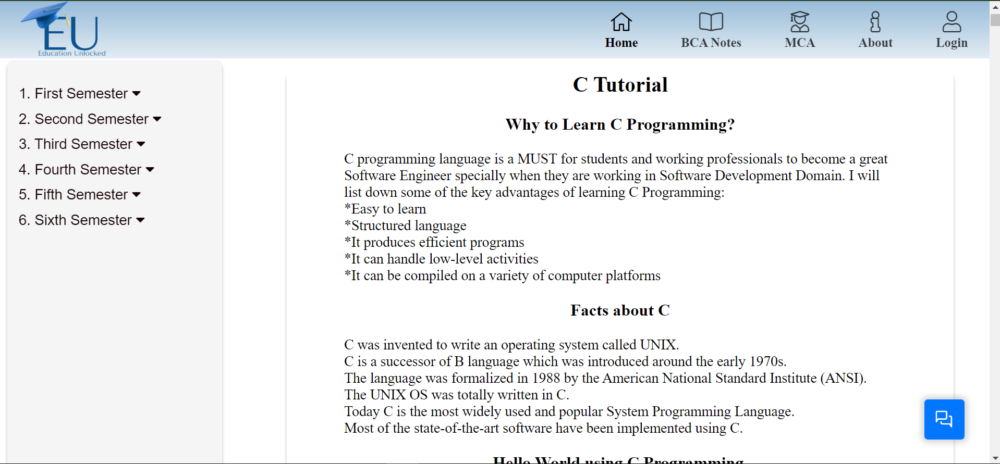 EU
Education Unlocked
Home
BCA Notes
MCA
About
Login
1. First Semester
2. Second Semester
3. Third Semester
4. Fourth Semester
5. Fifth Semester
6. Sixth Semester
C Tutorial
Why to Learn C Programming?
C programming language is a MUST for students and working professionals to become a great
Software Engineer specially when they are working in Software Development Domain. I will
list down some of the key advantages of learning C Programming:
*Easy to learn
*Structured language
*It produces efficient programs
*It can handle low-level activities
*It can be compiled on a variety of computer platforms
Facts about C
C was invented to write an operating system called UNIX.
C is a successor of B language which was introduced around the early 1970s.
The language was formalized in 1988 by the American National Standard Institute (ANSI).
The UNIX OS was totally written in C.
Today C is the most widely used and popular System Programming Language.
Most of the state-of-the-art software have been implemented using C.
Hello World using C Programming